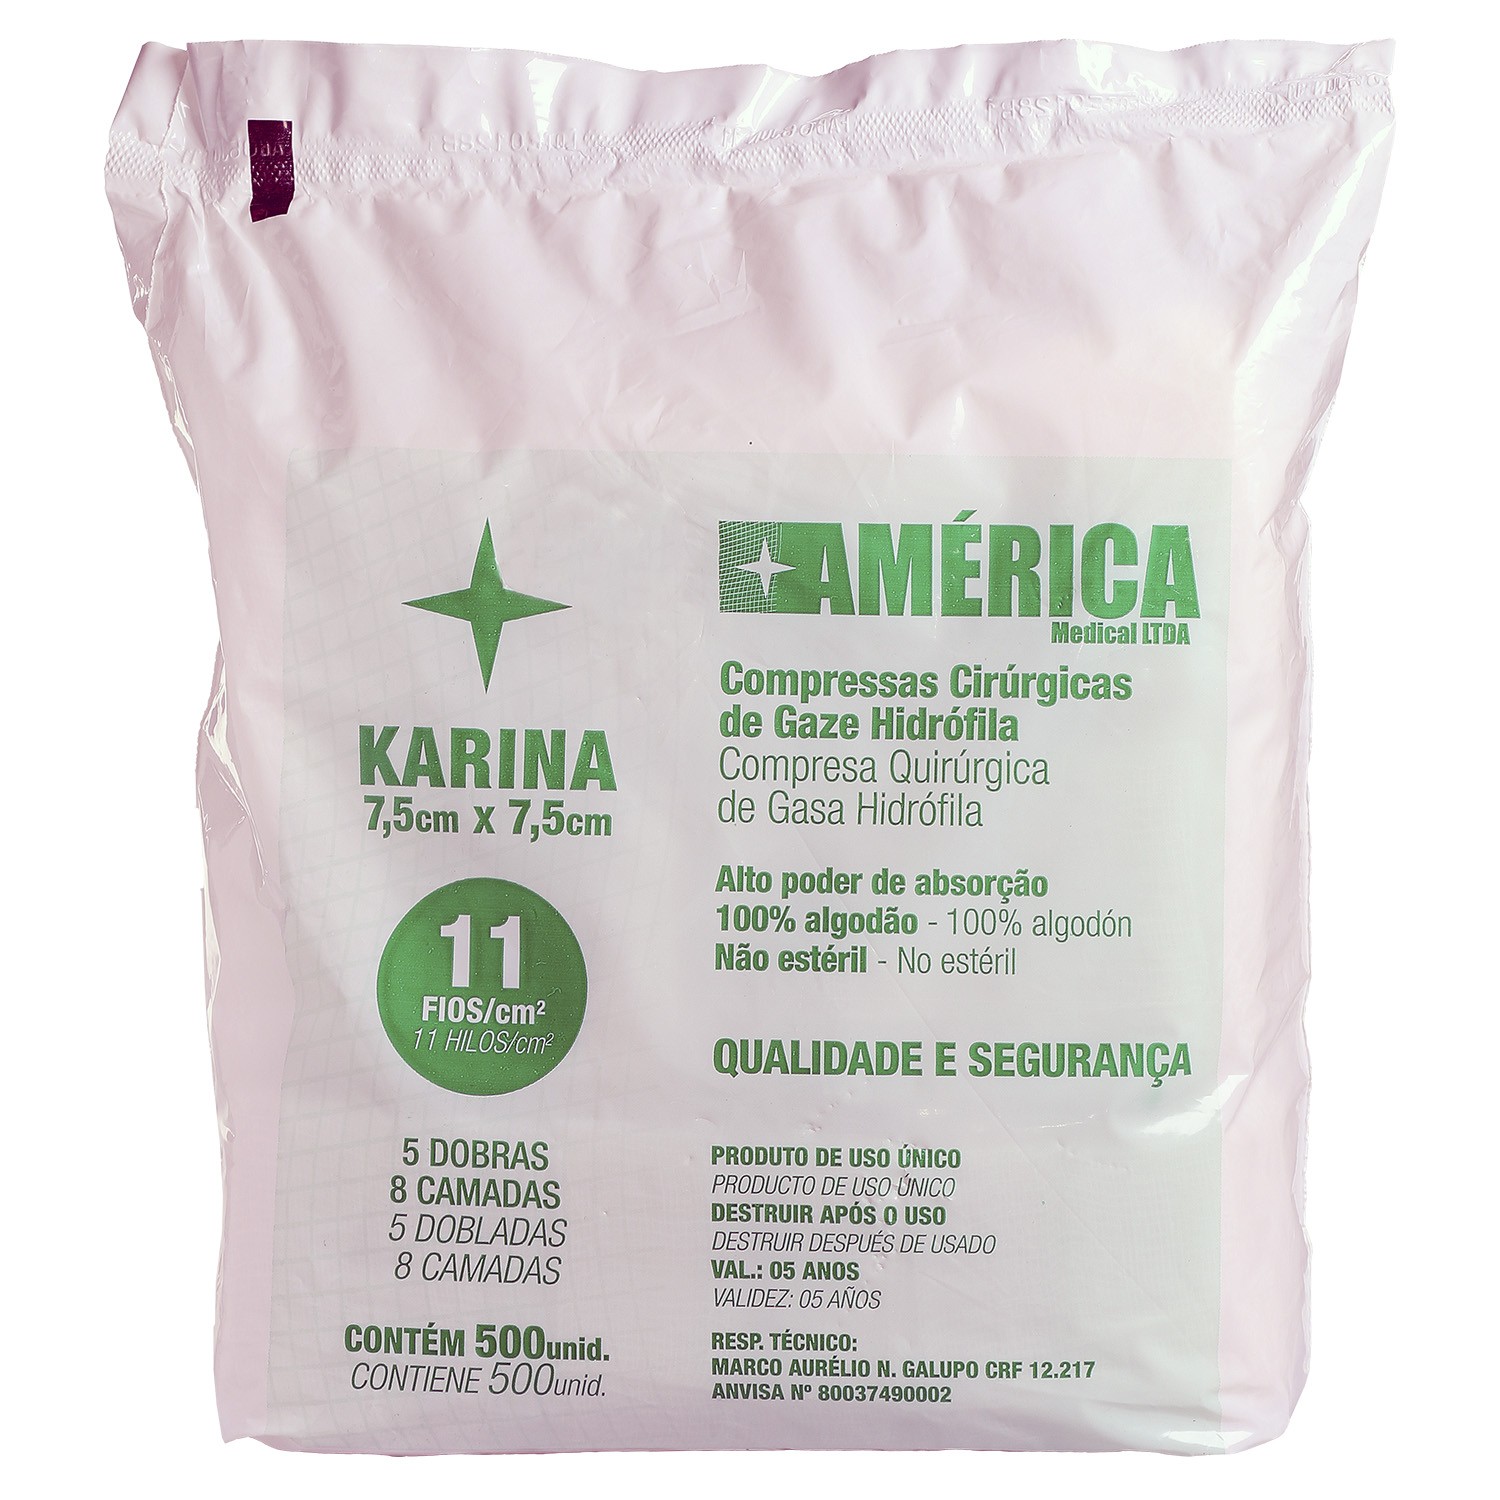 KARINA
7,5cm x 7,5cm
11
FIOS/cm²
11 HILOS/cm²
5 DOBRAS
8 CAMADAS
5 DOBLADAS
8 CAMADAS
CONTÉM 500unid.
CONTIENE 500unid.
AMÉRICA
Medical LTDA
Compressas Cirúrgicas
de Gaze Hidrófila
Compresa Quirúrgica
de Gasa Hidrófila
Alto poder de absorção
100% algodão - 100% algodón
Não estéril - No estéril
QUALIDADE E SEGURANÇA
PRODUTO DE USO ÚNICO
PRODUCTO DE USO ÚNICO
DESTRUIR APÓS O USO
DESTRUIR DESPUÉS DE USADO
VAL.: 05 ANOS
VALIDEZ: 05 AÑOS
RESP. TÉCNICO:
MARCO AURÉLIO N. GALUPO CRF 12.217
ANVISA Nº 80037490002